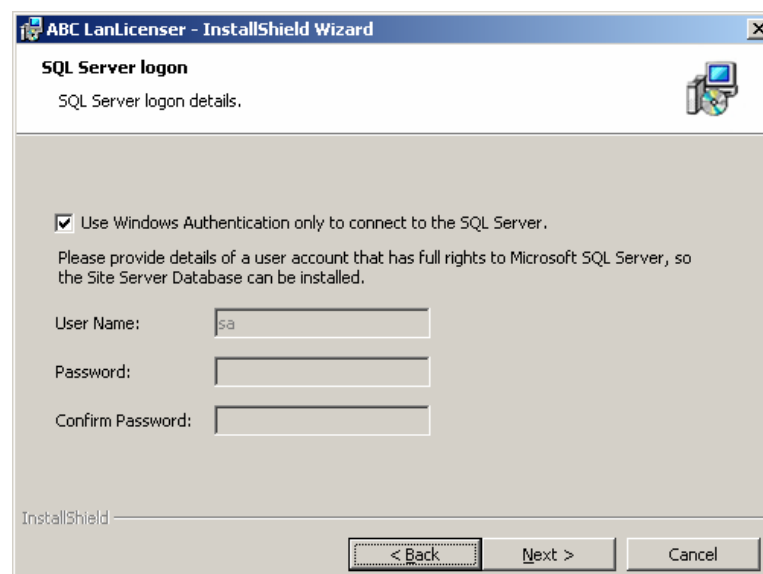 ABC LanLicenser - InstallShield Wizard
SQL Server logon
SQL Server logon details.
Use Windows Authentication only to connect to the SQL Server.
Please provide details of a user account that has full rights to Microsoft SQL Server, so
the Site Server Database can be installed.
User Name:
sa
Password:
Confirm Password:
InstallShield
< Back
Next >
Cancel